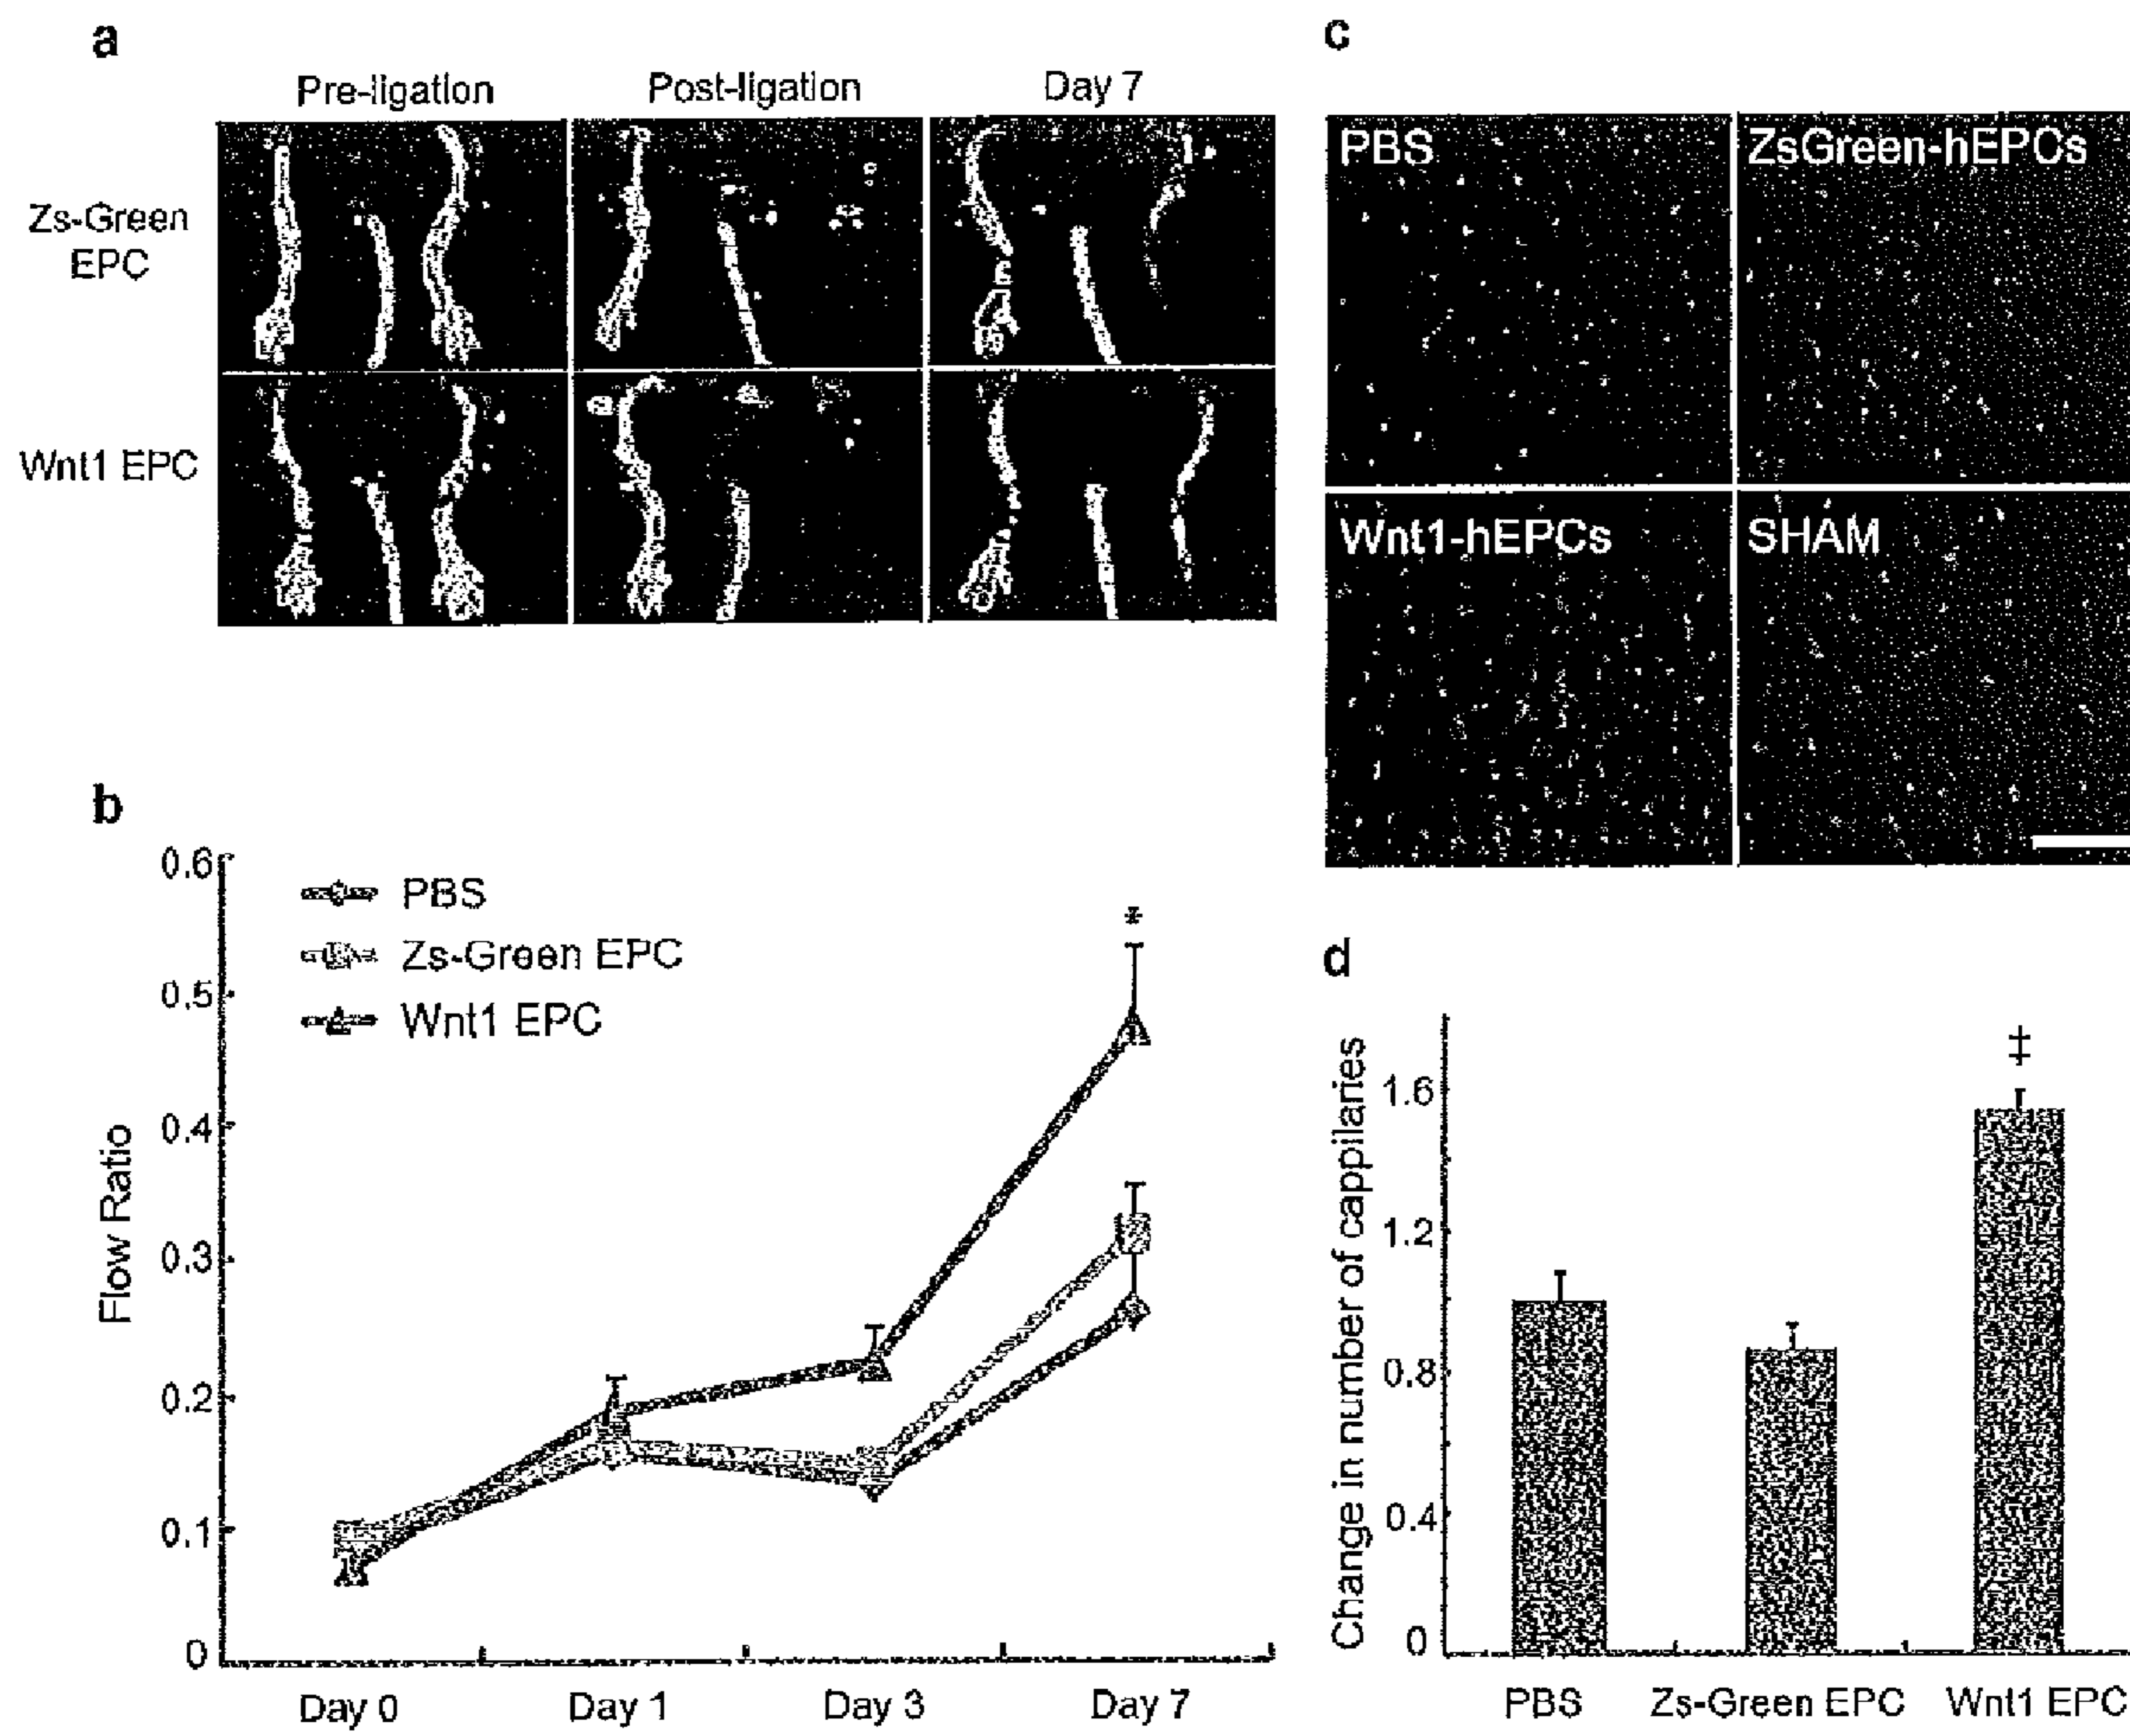 a
Pre-ligation
Post-ligation
Day 7
Zs-Green
EPC
Wnt1 EPC
b
0.6
0.5
0.4
0.3
0.2
0.1
0
Flow Ratio
PBS
Zs-Green EPC
Wnt1 EPC
*
Day 0
Day 1
Day 3
Day 7
c
PBS
ZsGreen-hEPCs
Wnt1-hEPCs
SHAM
d
Change in number of cappilaries
1.6
1.2
0.8
0.4
0
‡
PBS
Zs-Green EPC
Wnt1 EPC